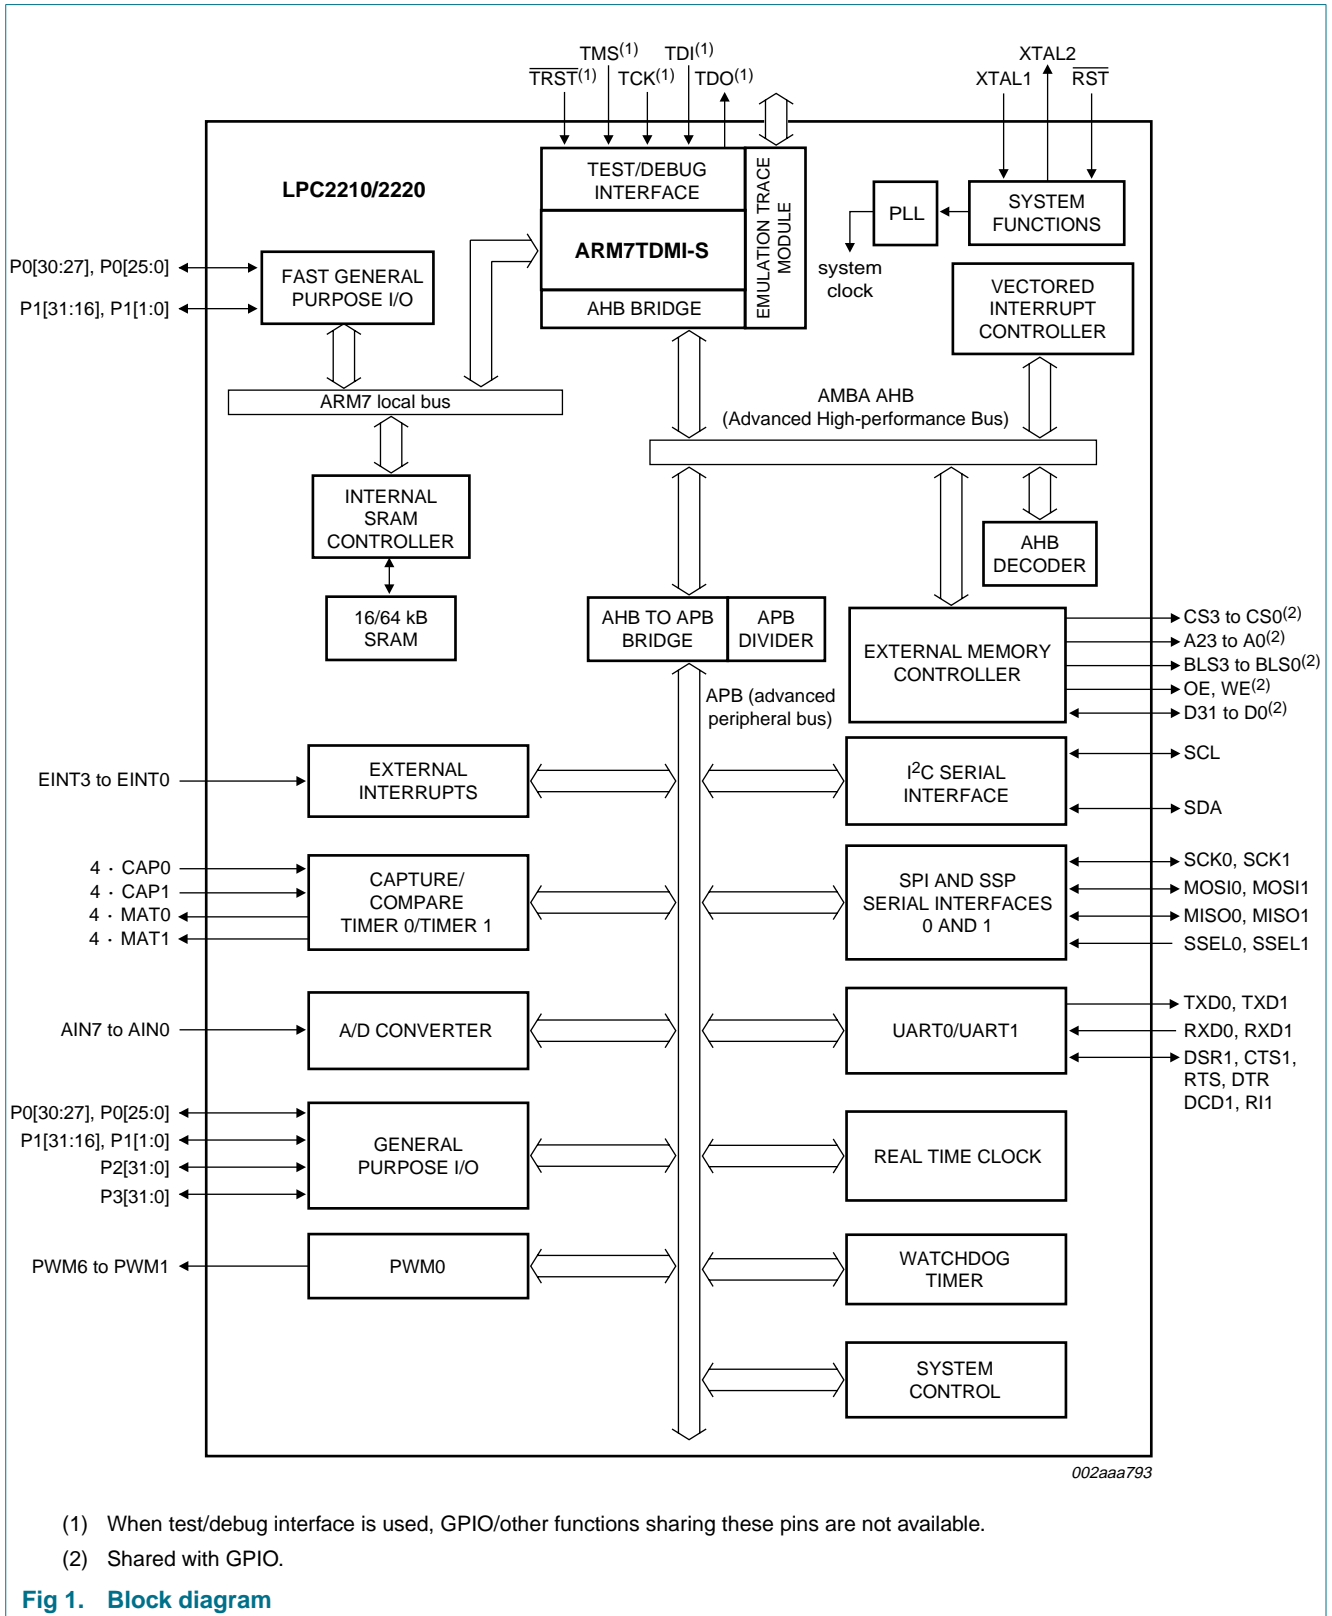 TMS(1)
TDI(1)
XTAL2
TRST(1)
TCK(1)
TDO(1)
XTAL1
RST
LPC2210/2220
TEST/DEBUG
INTERFACE
ARM7TDMI-S
AHB BRIDGE
EMULATION TRACE
MODULE
PLL
SYSTEM
FUNCTIONS
system
clock
P0[30:27], P0[25:0]
P1[31:16], P1[1:0]
FAST GENERAL
PURPOSE I/O
VECTORED
INTERRUPT
CONTROLLER
ARM7 local bus
AMBA AHB
(Advanced High-performance Bus)
INTERNAL
SRAM
CONTROLLER
16/64 kB
SRAM
AHB
DECODER
AHB TO APB
BRIDGE
APB
DIVIDER
EXTERNAL MEMORY
CONTROLLER
CS3 to CS0(2)
A23 to A0(2)
BLS3 to BLS0(2)
OE, WE(2)
D31 to D0(2)
APB (advanced
peripheral bus)
EINT3 to EINT0
EXTERNAL
INTERRUPTS
I2C SERIAL
INTERFACE
SCL
SDA
4 · CAP0
4 · CAP1
4 · MAT0
4 · MAT1
CAPTURE/
COMPARE
TIMER 0/TIMER 1
SPI AND SSP
SERIAL INTERFACES
0 AND 1
SCK0, SCK1
MOSI0, MOSI1
MISO0, MISO1
SSEL0, SSEL1
AIN7 to AIN0
A/D CONVERTER
UART0/UART1
TXD0, TXD1
RXD0, RXD1
DSR1, CTS1,
RTS, DTR
DCD1, RI1
P0[30:27], P0[25:0]
P1[31:16], P1[1:0]
P2[31:0]
P3[31:0]
GENERAL
PURPOSE I/O
REAL TIME CLOCK
PWM6 to PWM1
PWM0
WATCHDOG
TIMER
SYSTEM
CONTROL
002aaa793
(1) When test/debug interface is used, GPIO/other functions sharing these pins are not available.
(2) Shared with GPIO.
Fig 1. Block diagram